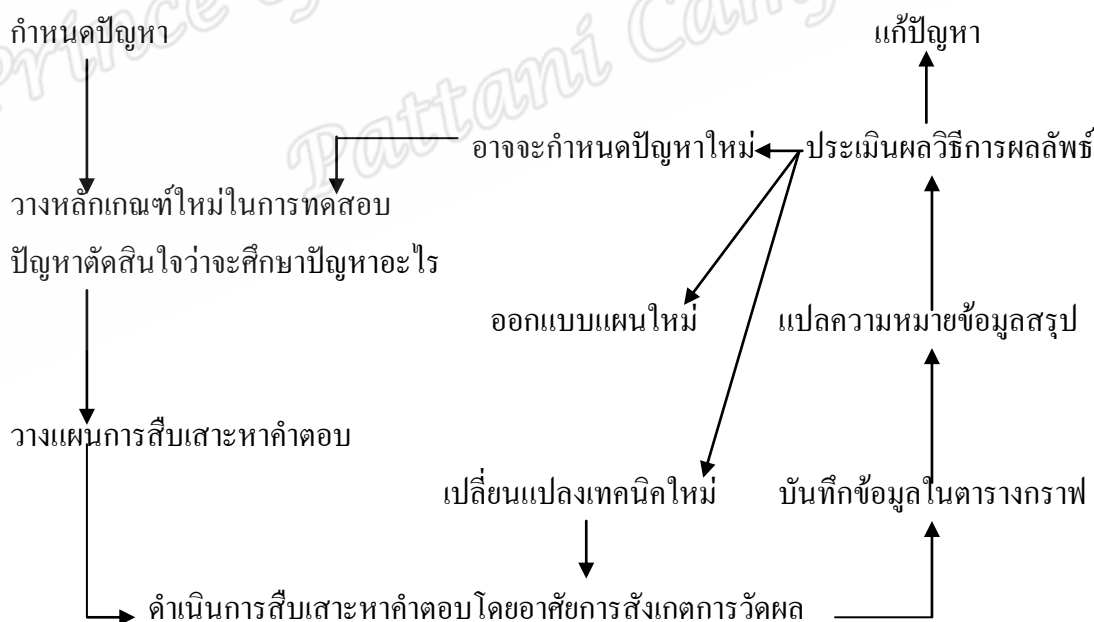 Prince
Pattani Cam
กำหนดปัญหา
แก้ปัญหา
อาจจะกำหนดปัญหาใหม่
ประเมินผลวิธีการผลลัพธ์
วางหลักเกณฑ์ใหม่ในการทดสอบ
ปัญหาตัดสินใจว่าจะศึกษาปัญหาอะไร
ออกแบบแผนใหม่
แปลความหมายข้อมูลสรุป
วางแผนการสืบเสาะหาคำตอบ
เปลี่ยนแปลงเทคนิคใหม่
บันทึกข้อมูลในตารางกราฟ
ดำเนินการสืบเสาะหาคำตอบโดยอาศัยการสังเกตการวัดผล